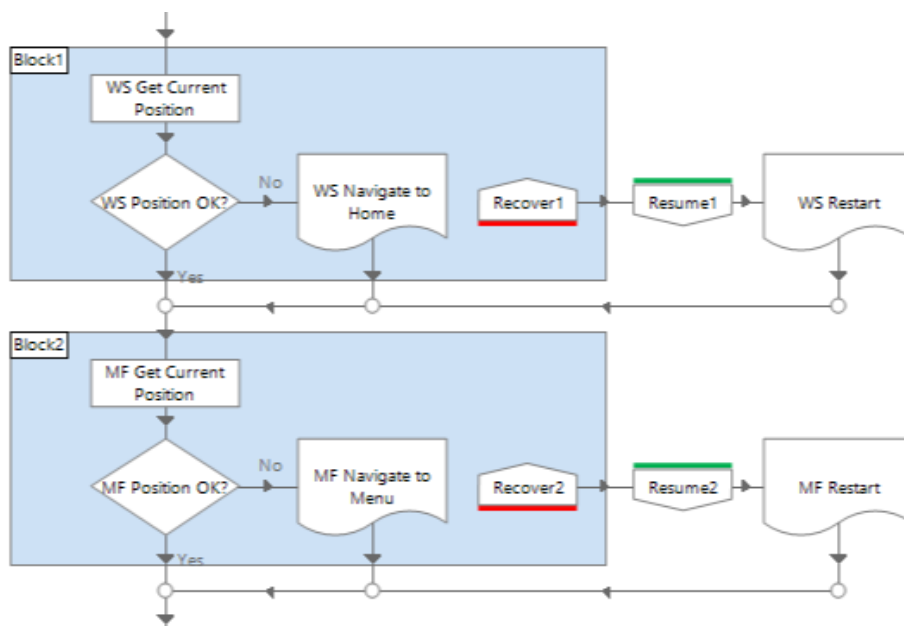 Block1
WS Get Current
Position
WS Position OK?
No
WS Navigate to
Home
Recover1
Resume1
WS Restart
Yes
Block2
MF Get Current
Position
MF Position OK?
No
MF Navigate to
Menu
Recover2
Resume2
MF Restart
Yes